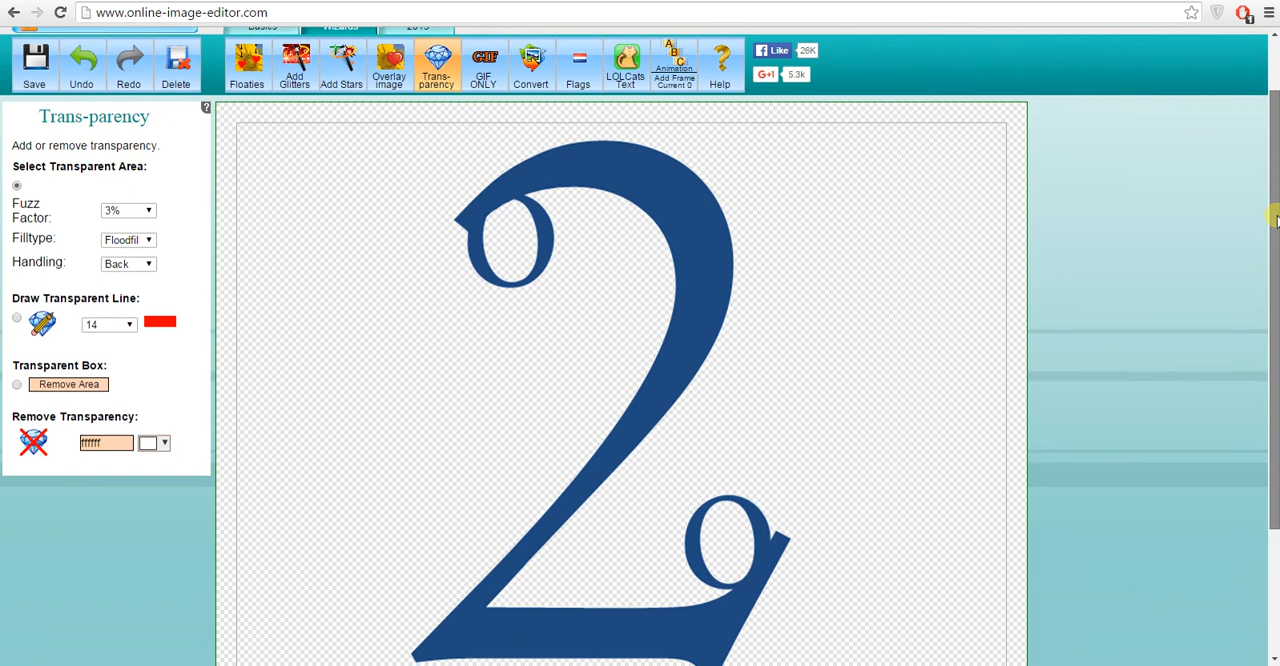 www.online-image-editor.com
Basics Wizards 2015
Save Undo Redo Delete
Floaties Add Glitters Add Stars Overlay image Trans-parency GIF ONLY Convert Flags LOLCats Text A B C Animation Add Frame Current 0 Help
Like 26K
G+1 5.3k
Trans-parency
Add or remove transparency.
Select Transparent Area:
Fuzz Factor: 3%
Filltype: Floodfil
Handling: Back
Draw Transparent Line:
14
Transparent Box:
Remove Area
Remove Transparency:
ffffff
2